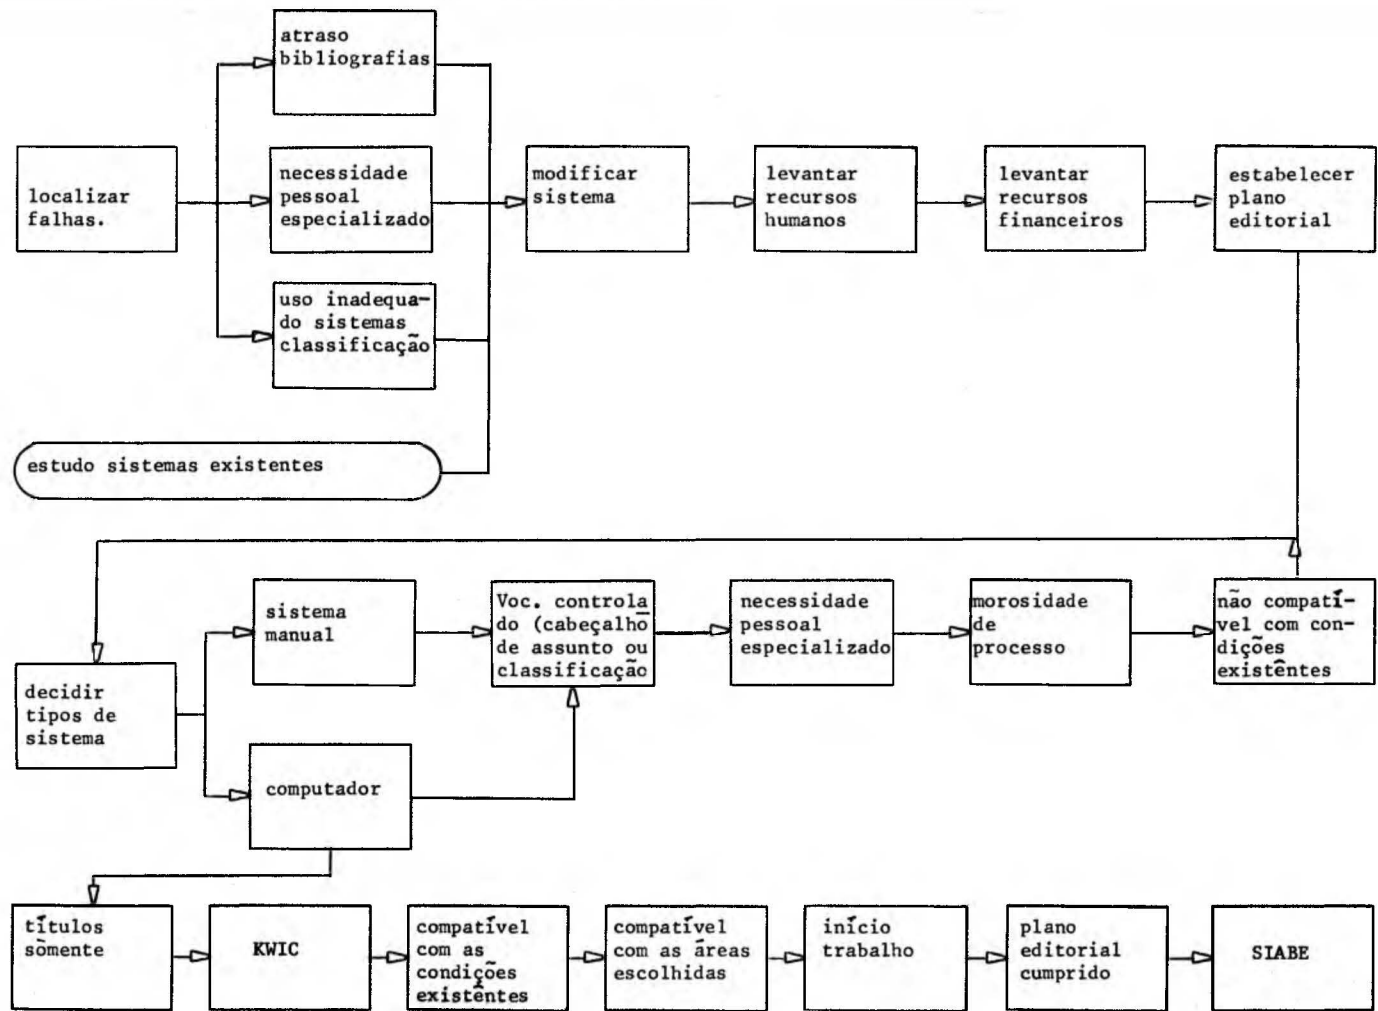 atraso
bibliografias
localizar
falhas.
necessidade
pessoal
especializado
uso inadequa-
do sistemas
classificação
modificar
sistema
levantar
recursos
humanos
levantar
recursos
financeiros
estabelecer
plano
editorial
estudo sistemas existentes
decidir
tipos de
sistema
sistema
manual
computador
Voc. controla
do (cabeçalho
de assunto ou
classificação
necessidade
pessoal
especializado
morosidade
de
processo
não compatí-
vel com con-
dições
existêntes
títulos
sòmente
KWIC
compatível
com as
condições
existêntes
compatível
com as áreas
escolhidas
início
trabalho
plano
editorial
cumprido
SIABE